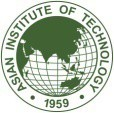 ASIAN INSTITUTE OF TECHNOLOGY
1959